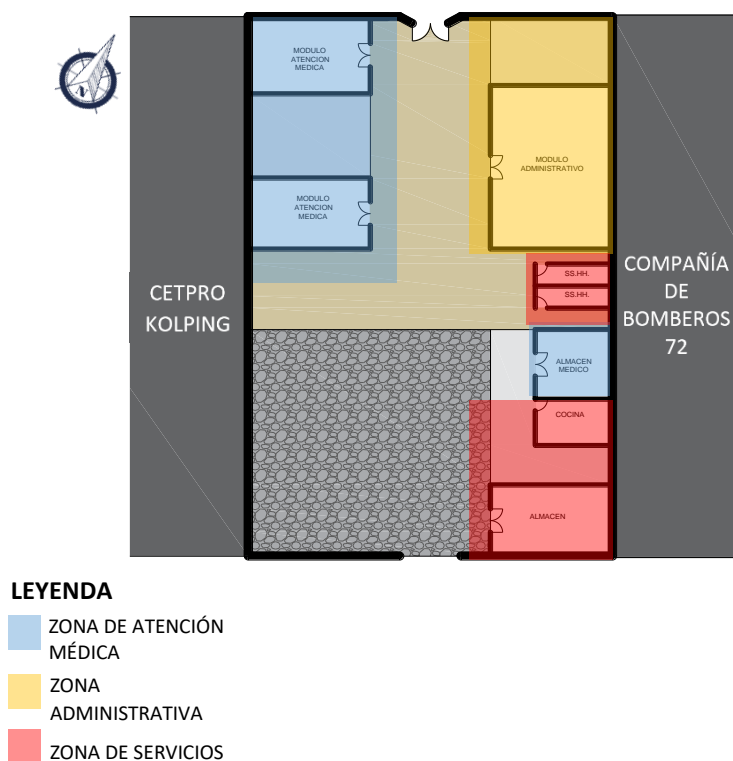 MODULO
ATENCION
MEDICA
MODULO
ADMINISTRATIVO
MODULO
ATENCION
MEDICA
SS.HH.
SS.HH.
CETPRO
KOLPING
COMPAÑÍA
DE
BOMBEROS
72
ALMACEN
MEDICO
COCINA
ALMACEN
N
LEYENDA
ZONA DE ATENCIÓN
MÉDICA
ZONA
ADMINISTRATIVA
ZONA DE SERVICIOS